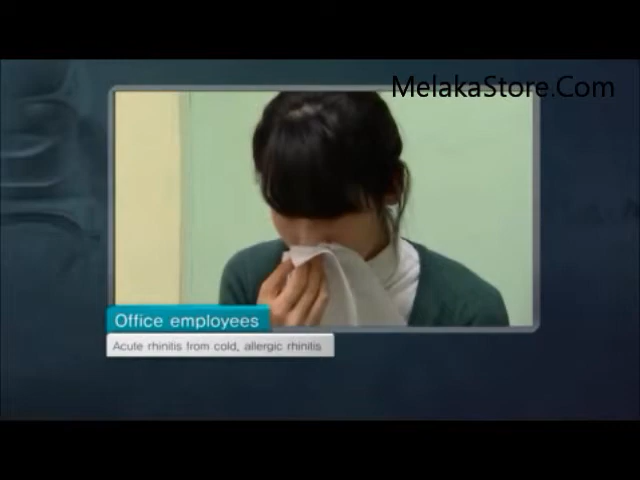 MelakaStore.Com
Office employees
Acute rhinitis from cold, allergic rhinitis